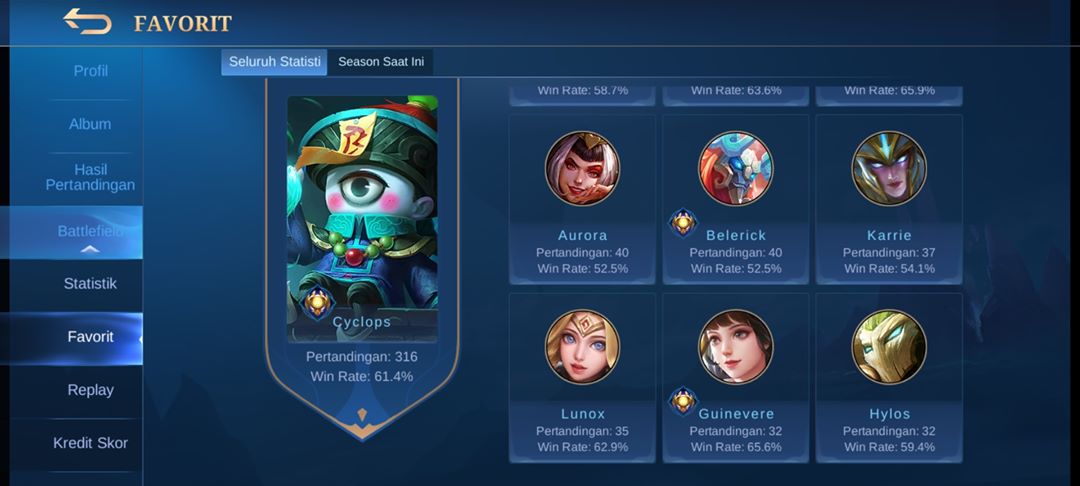 FAVORIT
Profil
Album
Hasil
Pertandingan
Battlefield
Statistik
Favorit
Replay
Kredit Skor
Seluruh Statisti
Season Saat Ini
Cyclops
Pertandingan: 316
Win Rate: 61.4%
Win Rate: 58.7%
Win Rate: 63.6%
Win Rate: 65.9%
Aurora
Pertandingan: 40
Win Rate: 52.5%
Belerick
Pertandingan: 40
Win Rate: 52.5%
Karrie
Pertandingan: 37
Win Rate: 54.1%
Lunox
Pertandingan: 35
Win Rate: 62.9%
Guinevere
Pertandingan: 32
Win Rate: 65.6%
Hylos
Pertandingan: 32
Win Rate: 59.4%